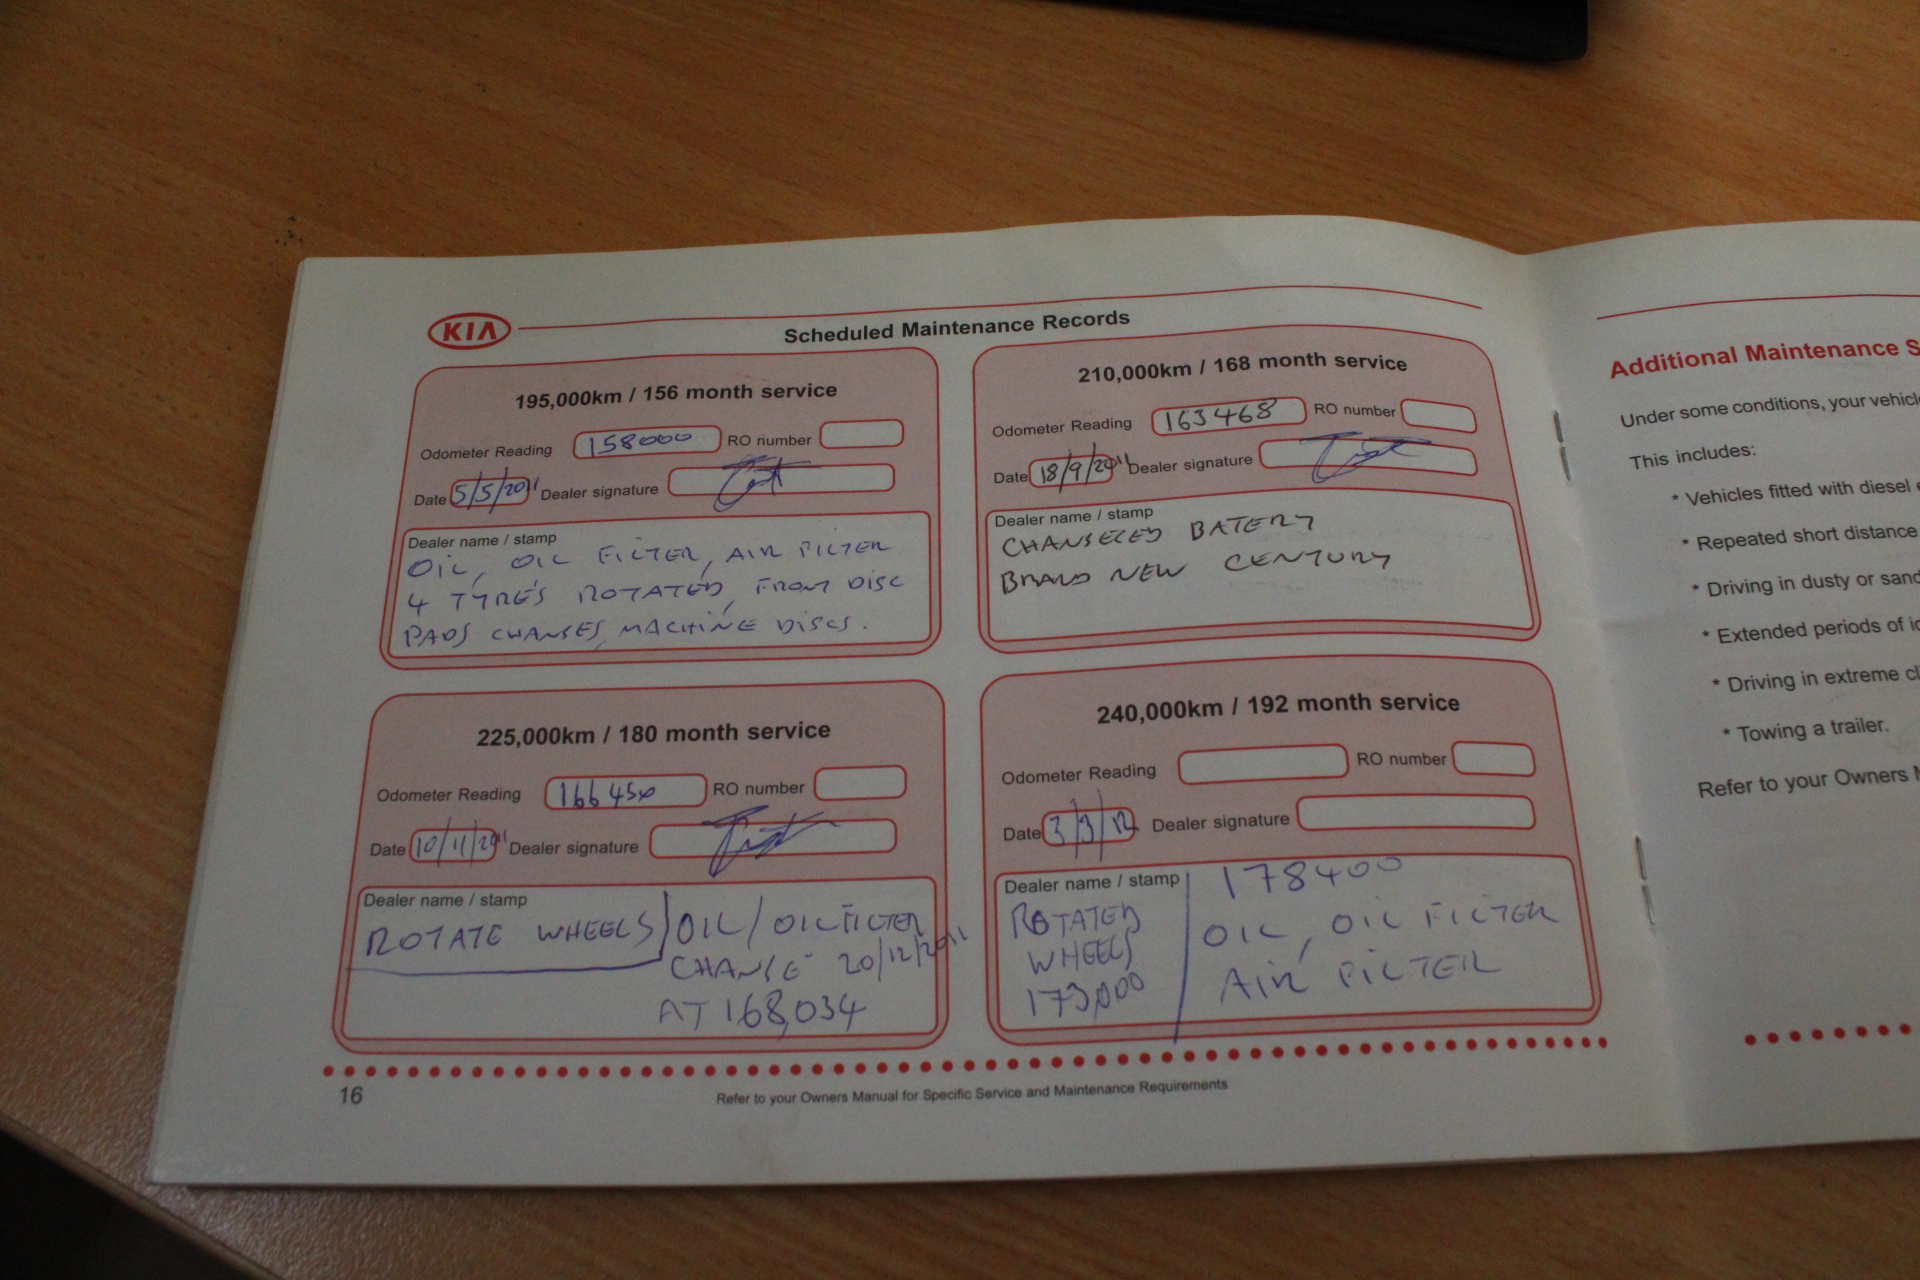 KIA
Scheduled Maintenance Records
195,000km / 156 month service
Odometer Reading 158000 RO number
Date 5/5/2011 Dealer signature
Dealer name / stamp
OIL, OIL FILTER, AIR FILTER
4 TYRE'S ROTATED, FRONT DISC
PADS CHANGES, MACHINE DISCS.
210,000km / 168 month service
Odometer Reading 163468 RO number
Date 18/9/2011 Dealer signature
Dealer name / stamp
BATERY
BRAND NEW CENTURY
225,000km / 180 month service
Odometer Reading 166450 RO number
Date 10/11/2011 Dealer signature
Dealer name / stamp
ROTATE WHEELS / OIL / OIL FILTER
CHANGE 20/12/2011
AT 168,034
240,000km / 192 month service
Odometer Reading RO number
Date 3/3/12 Dealer signature
Dealer name / stamp
ROTATED
WHEELS
173,000
178400
OIL, OIL FILTER
AIR FILTER
16
Refer to your Owners Manual for Specific Service and Maintenance Requirements
Additional Maintenance S
Under some conditions, your vehicl
This includes:
* Vehicles fitted with diesel e
* Repeated short distance
* Driving in dusty or sand
* Extended periods of id
* Driving in extreme cl
* Towing a trailer.
Refer to your Owners M